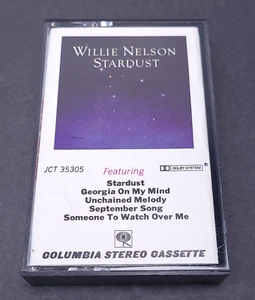 WILLIE NELSON
STARDUST
JCT 35305
Featuring
DOLBY SYSTEM
Stardust
Georgia On My Mind
Unchained Melody
September Song
Someone To Watch Over Me
COLUMBIA STEREO CASSETTE